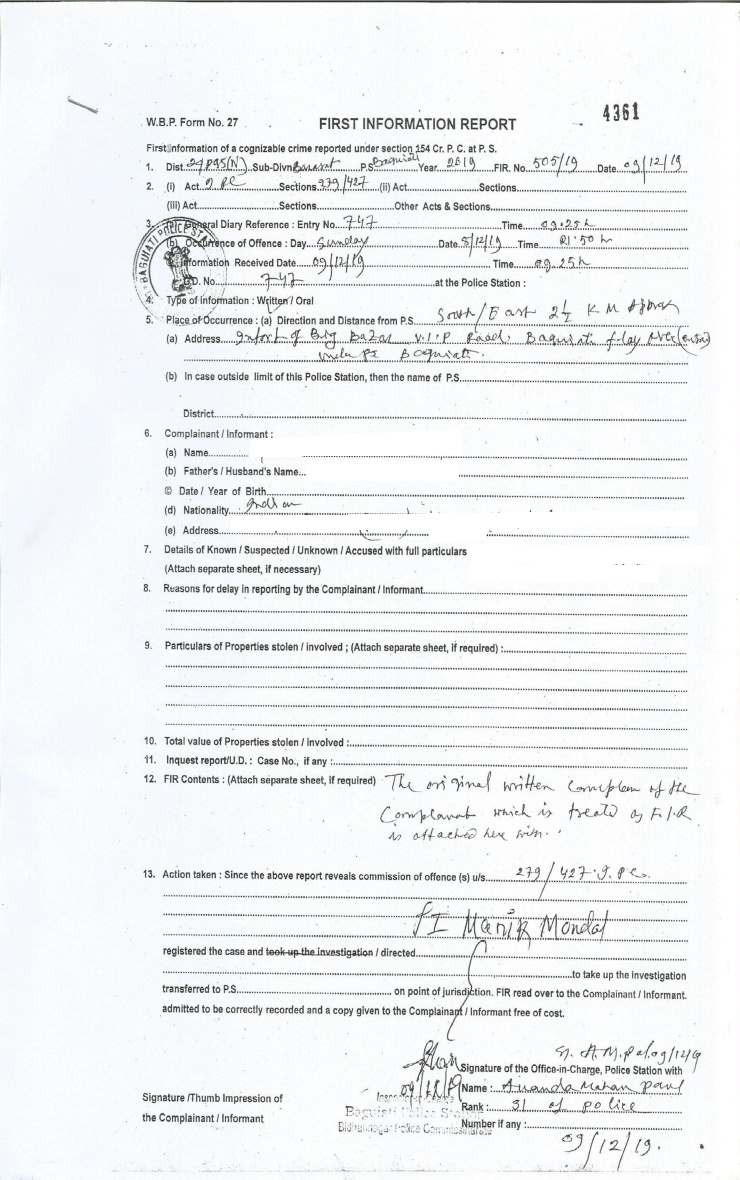 4361
W.B.P. Form No. 27 FIRST INFORMATION REPORT
First information of a cognizable crime reported under section 154 Cr. P. C. at P. S.
1. Dist 24 PGS(N) Sub-Divn Barasat P.S Baguiati Year 2019 FIR. No 505/19 Date 09/12/19
2. (i) Act IPC Sections 279/427 (ii) Act Sections
(iii) Act Sections Other Acts & Sections
3. General Diary Reference : Entry No. 747 Time 09.25 h
(b) Occurrence of Offence : Day Sunday Date 8/12/19 Time 21:50 h
Information Received Date 09/12/19 Time 09.25 h
G.D. No. 747 at the Police Station :
BAGUIATI POLICE STA
4. Type of information : Written / Oral
5. Place of Occurrence : (a) Direction and Distance from P.S. South/East 2½ KM
(a) Address Infort of Big Bazar V.I.P Road, Baguiati
under PS Baguiati.
(b) In case outside limit of this Police Station, then the name of P.S.
District
6. Complainant / Informant :
(a) Name
(b) Father's / Husband's Name
© Date / Year of Birth
(d) Nationality Indian
(e) Address
7. Details of Known / Suspected / Unknown / Accused with full particulars
(Attach separate sheet, if necessary)
8. Reasons for delay in reporting by the Complainant / Informant
9. Particulars of Properties stolen / involved ; (Attach separate sheet, if required) :
10. Total value of Properties stolen / involved :
11. Inquest report/U.D. : Case No., if any :
12. FIR Contents : (Attach separate sheet, if required) The original written complain of the
Complanat which is treated as F.I.R
is attached here with.
13. Action taken : Since the above report reveals commission of offence (s) u/s 279/427 I.P.C.
SI Manik Mondal
registered the case and took up the investigation / directed
to take up the investigation
transferred to P.S. on point of jurisdiction. FIR read over to the Complainant / Informant.
admitted to be correctly recorded and a copy given to the Complainant / Informant free of cost.
09/12/19
Signature of the Office-in-Charge, Police Station with
09/12/19 Name : Ananda Mohan Paul
Signature /Thumb Impression of
Baguiati Police Station Rank : SI of police
the Complainant / Informant
Bidhannagar Police Commissionerate Number if any :
09/12/19.